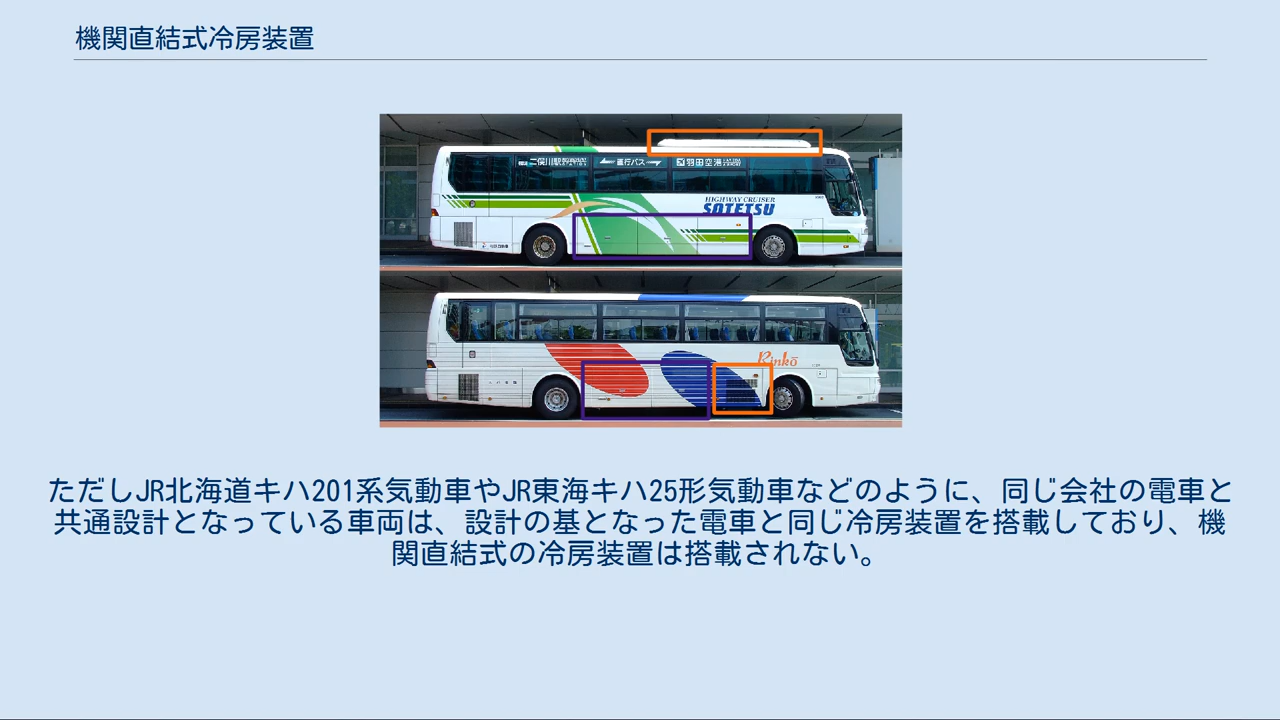 機関直結式冷房装置
二俣川駅
直行バス
羽田空港
HIGHWAY CRUISER
SOTETSU
Rinkō
ただしJR北海道キハ201系気動車やJR東海キハ25形気動車などのように、同じ会社の電車と
共通設計となっている車両は、設計の基となった電車と同じ冷房装置を搭載しており、機
関直結式の冷房装置は搭載されない。